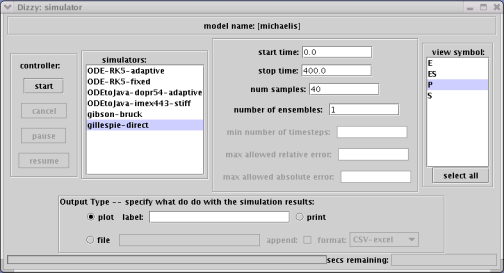 Dizzy: simulator
model name: [michaelis]
controller:
start
cancel
pause
resume
simulators:
ODE-RK5-adaptive
ODE-RK5-fixed
ODEtoJava-dopr54-adaptive
ODEtoJava-imex443-stiff
gibson-bruck
gillespie-direct
start time: 0.0
stop time: 400.0
num samples: 40
number of ensembles: 1
min number of timesteps:
max allowed relative error:
max allowed absolute error:
view symbol:
E
ES
P
S
select all
Output Type -- specify what do do with the simulation results:
plot label: print
file append: format: CSV-excel
secs remaining: